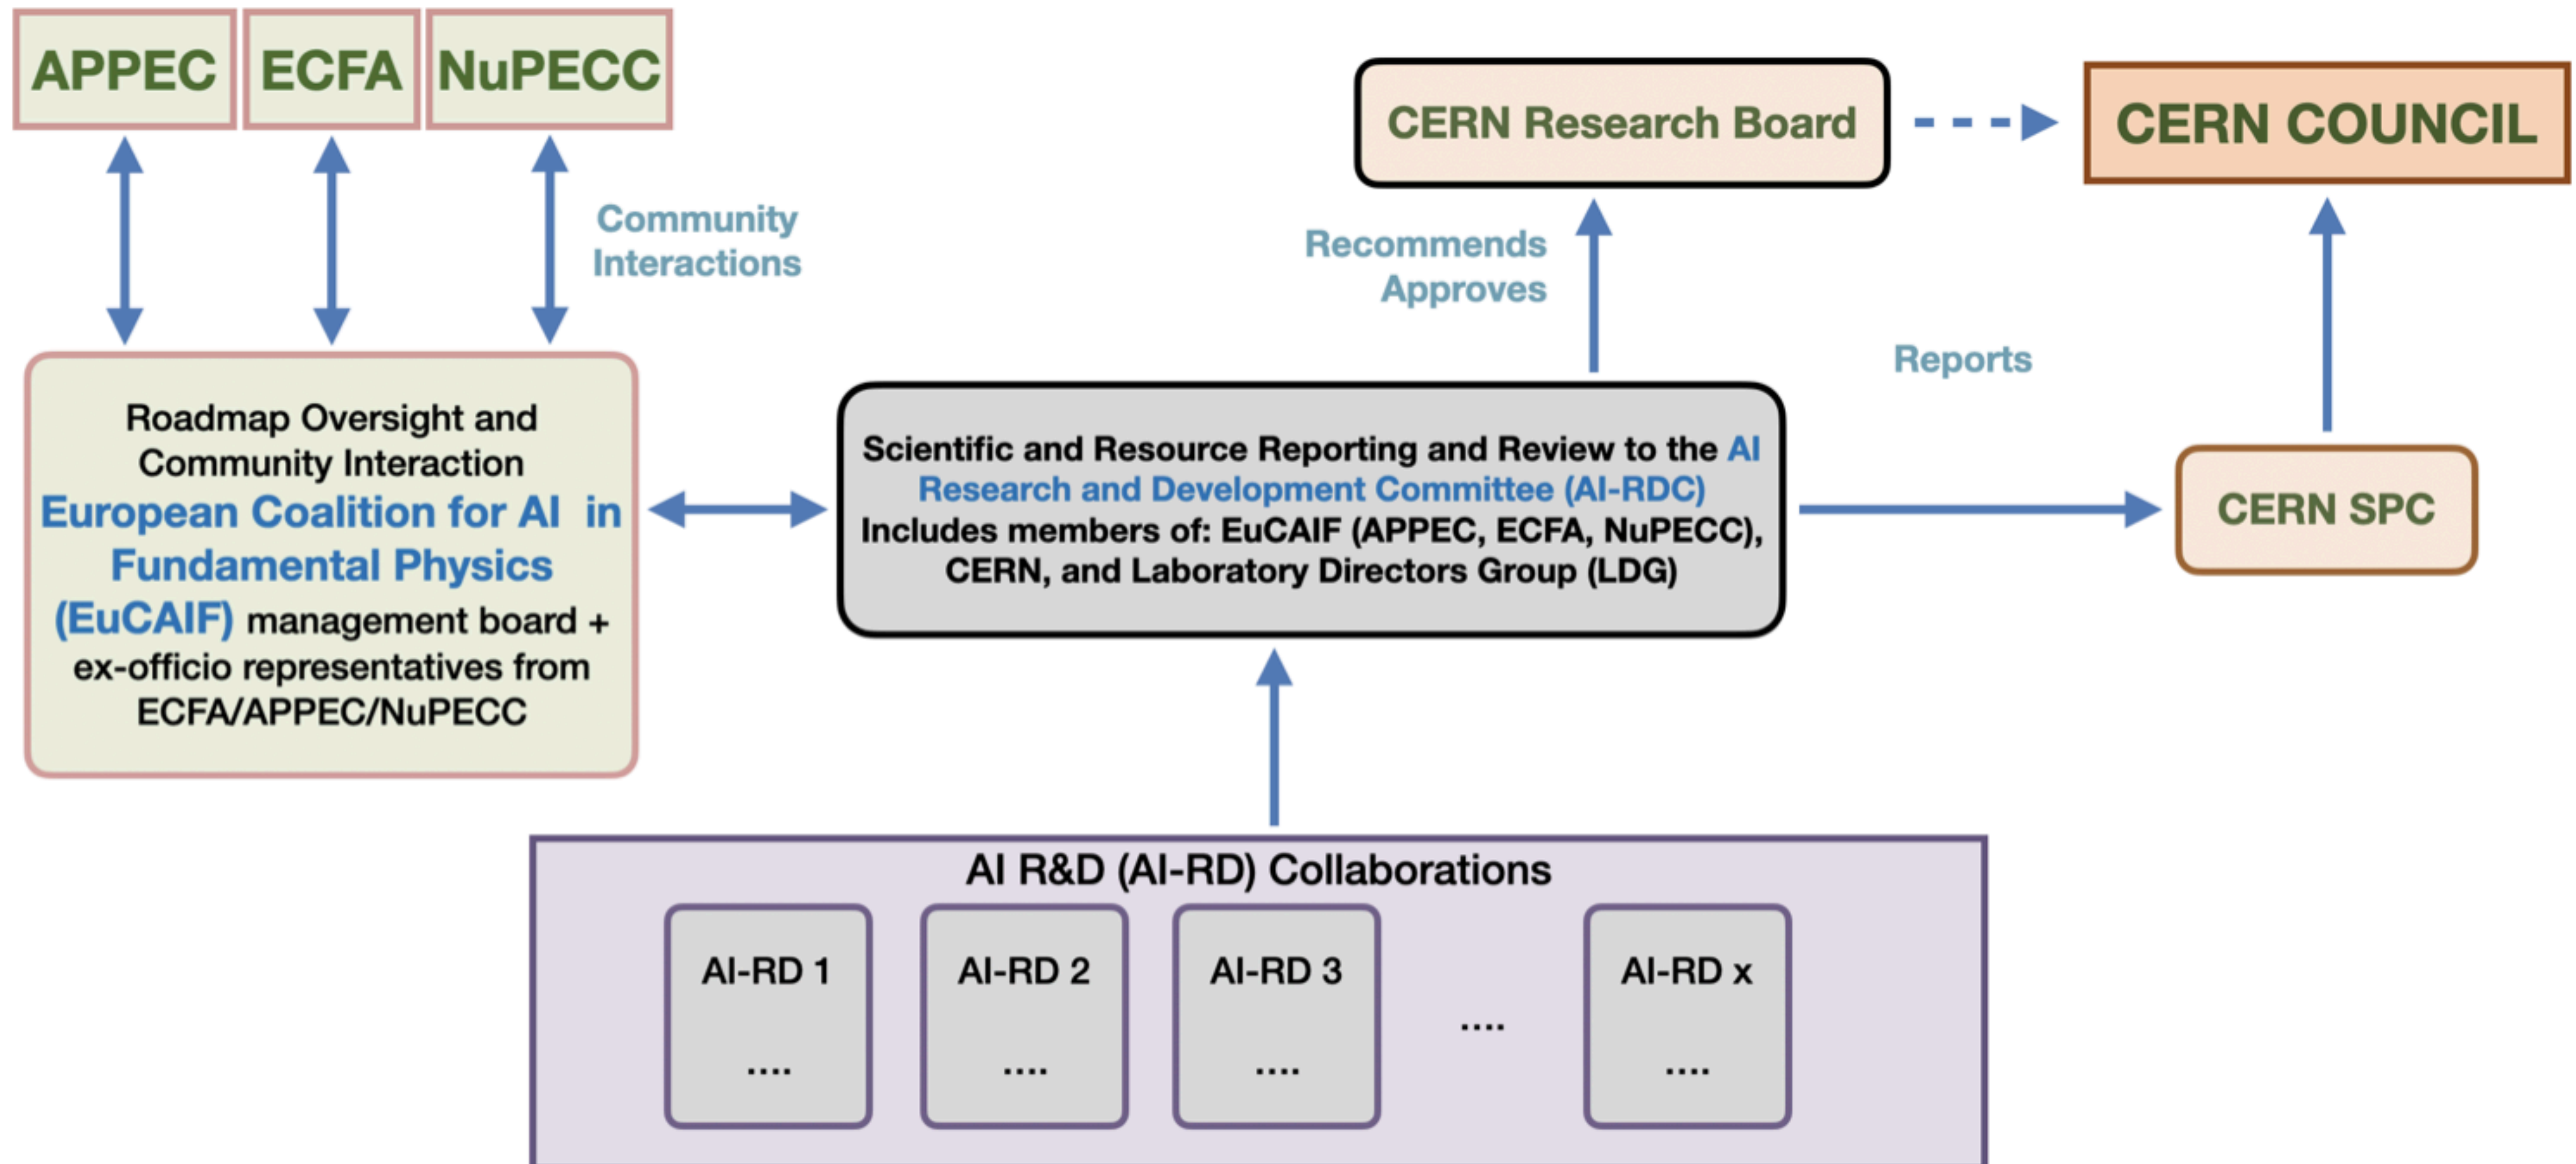 APPEC
ECFA
NuPECC
CERN Research Board
CERN COUNCIL
Community
Interactions
Recommends
Approves
Reports
Roadmap Oversight and
Community Interaction
European Coalition for AI in
Fundamental Physics
(EuCAIF) management board +
ex-officio representatives from
ECFA/APPEC/NuPECC
Scientific and Resource Reporting and Review to the AI
Research and Development Committee (AI-RDC)
Includes members of: EuCAIF (APPEC, ECFA, NuPECC),
CERN, and Laboratory Directors Group (LDG)
CERN SPC
AI R&D (AI-RD) Collaborations
AI-RD 1
....
AI-RD 2
....
AI-RD 3
....
....
AI-RD x
....